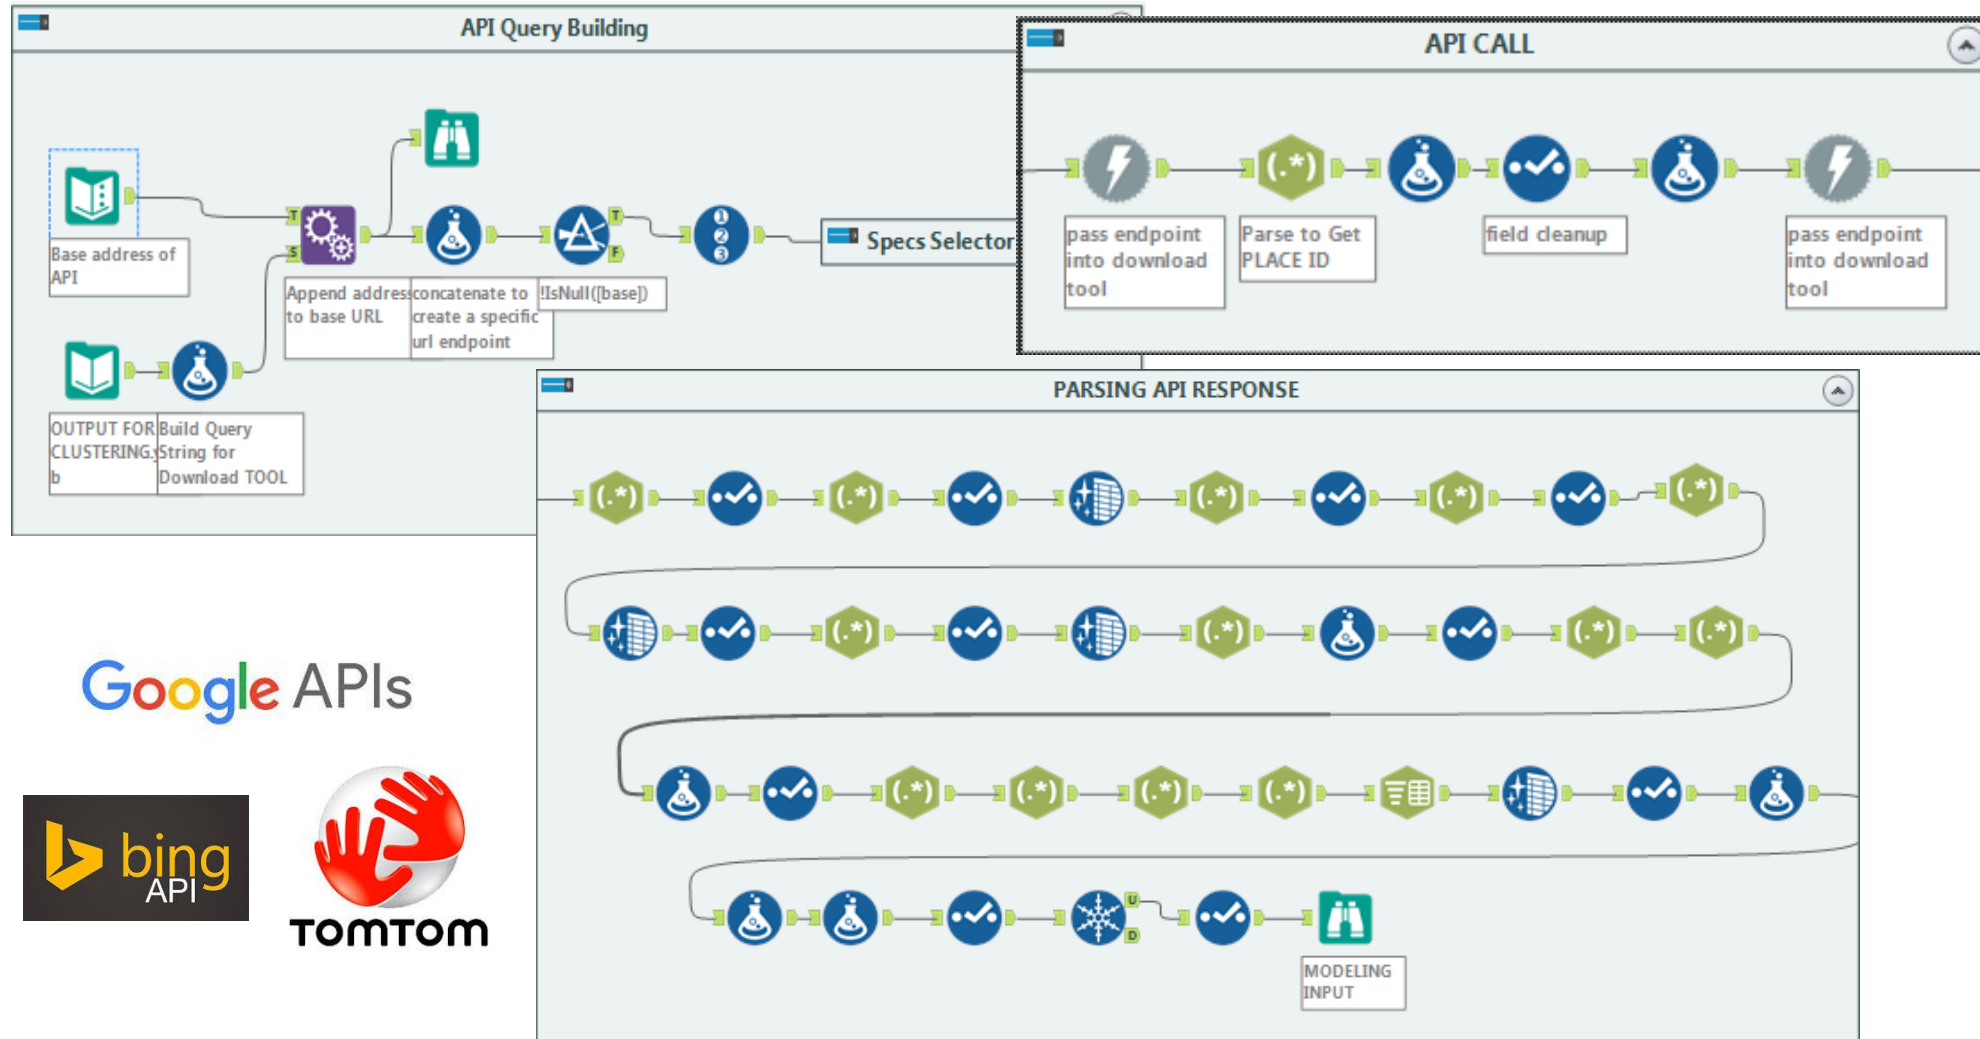 API Query Building
Base address of
API
T
S
Append address
to base URL
concatenate to
create a specific
url endpoint
T
F
!IsNull([base])
1
2
3
Specs Selector
OUTPUT FOR
CLUSTERING.y
b
Build Query
String for
Download TOOL
API CALL
pass endpoint
into download
tool
(.*)
Parse to Get
PLACE ID
field cleanup
pass endpoint
into download
tool
PARSING API RESPONSE
(.*)
(.*)
(.*)
(.*)
(.*)
(.*)
(.*)
(.*)
(.*)
(.*)
(.*)
(.*)
(.*)
U
D
MODELING
INPUT
Google APIs
bing
API
TOMTOM